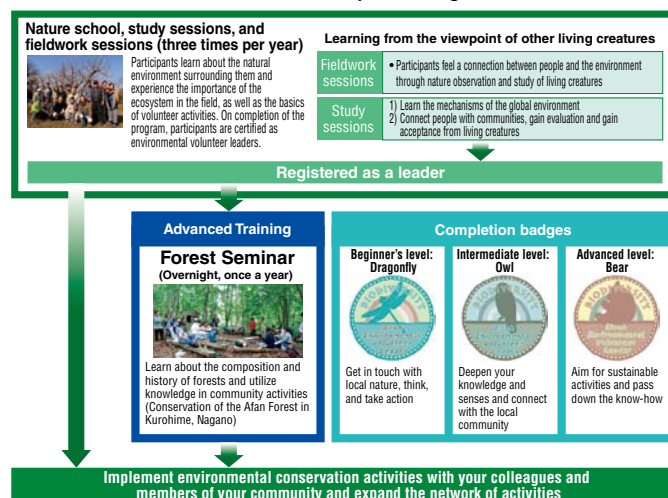 Nature school, study sessions, and
fieldwork sessions (three times per year)
Participants learn about the natural
environment surrounding them and
experience the importance of the
ecosystem in the field, as well as the basics
of volunteer activities. On completion of the
program, participants are certified as
environmental volunteer leaders.
Learning from the viewpoint of other living creatures
Fieldwork
sessions
• Participants feel a connection between people and the environment
through nature observation and study of living creatures
Study
sessions
1) Learn the mechanisms of the global environment
2) Connect people with communities, gain evaluation and gain
acceptance from living creatures
Registered as a leader
Advanced Training
Forest Seminar
(Overnight, once a year)
Learn about the composition and
history of forests and utilize
knowledge in community activities
(Conservation of the Afan Forest in
Kurohime, Nagano)
Completion badges
Beginner's level:
Dragonfly
BIODIVERSITY
Get in touch with
local nature, think,
and take action
Intermediate level:
Owl
BIODIVERSITY
Deepen your
knowledge and
senses and connect
with the local
community
Advanced level:
Bear
BIODIVERSITY
Environmental
Volunteer
Leader
Aim for sustainable
activities and pass
down the know-how
Implement environmental conservation activities with your colleagues and
members of your community and expand the network of activities